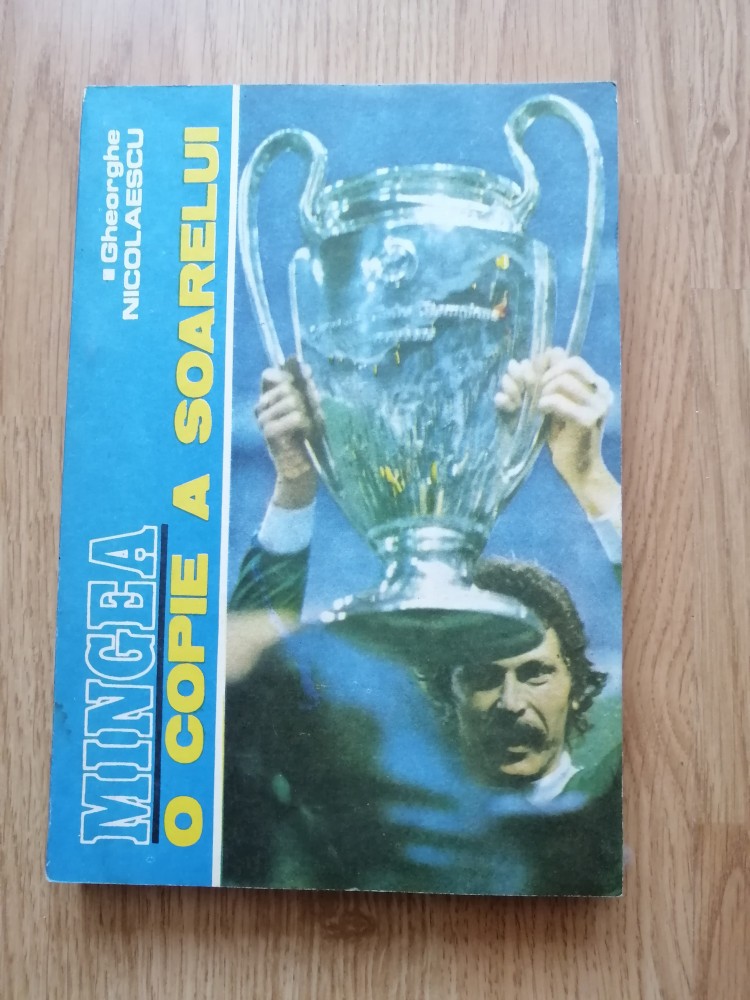 ▪ Gheorghe
NICOLAESCU
MINGEA
O COPIE A SOARELUI